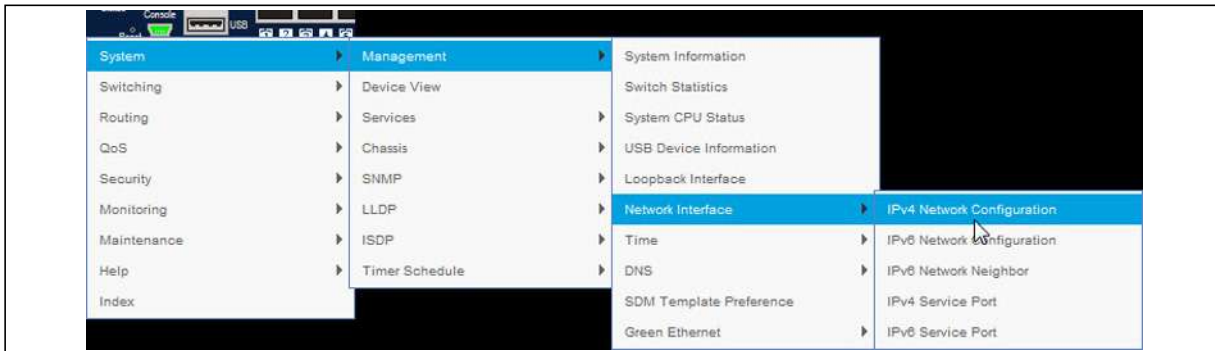 Console
USB
System
Switching
Routing
QoS
Security
Monitoring
Maintenance
Help
Index
Management
Device View
Services
Chassis
SNMP
LLDP
ISDP
Timer Schedule
System Information
Switch Statistics
System CPU Status
USB Device Information
Loopback Interface
Network Interface
Time
DNS
SDM Template Preference
Green Ethernet
IPv4 Network Configuration
IPv6 Network Configuration
IPv6 Network Neighbor
IPv4 Service Port
IPv6 Service Port